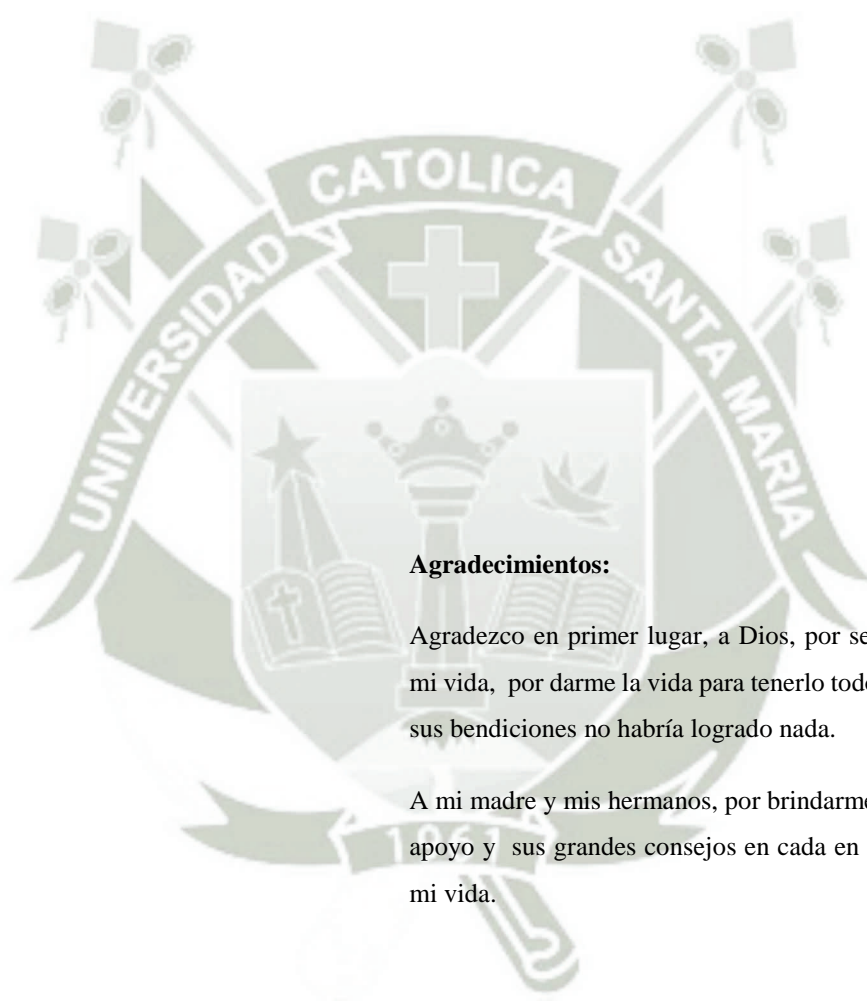 CATOLICA
UNIVERSIDAD
SANTA MARIA
Agradecimientos:
Agradezco en primer lugar, a Dios, por se
mi vida, por darme la vida para tenerlo tod
sus bendiciones no habría logrado nada.
A mi madre y mis hermanos, por brindarme
apoyo y sus grandes consejos en cada en
mi vida.
1961